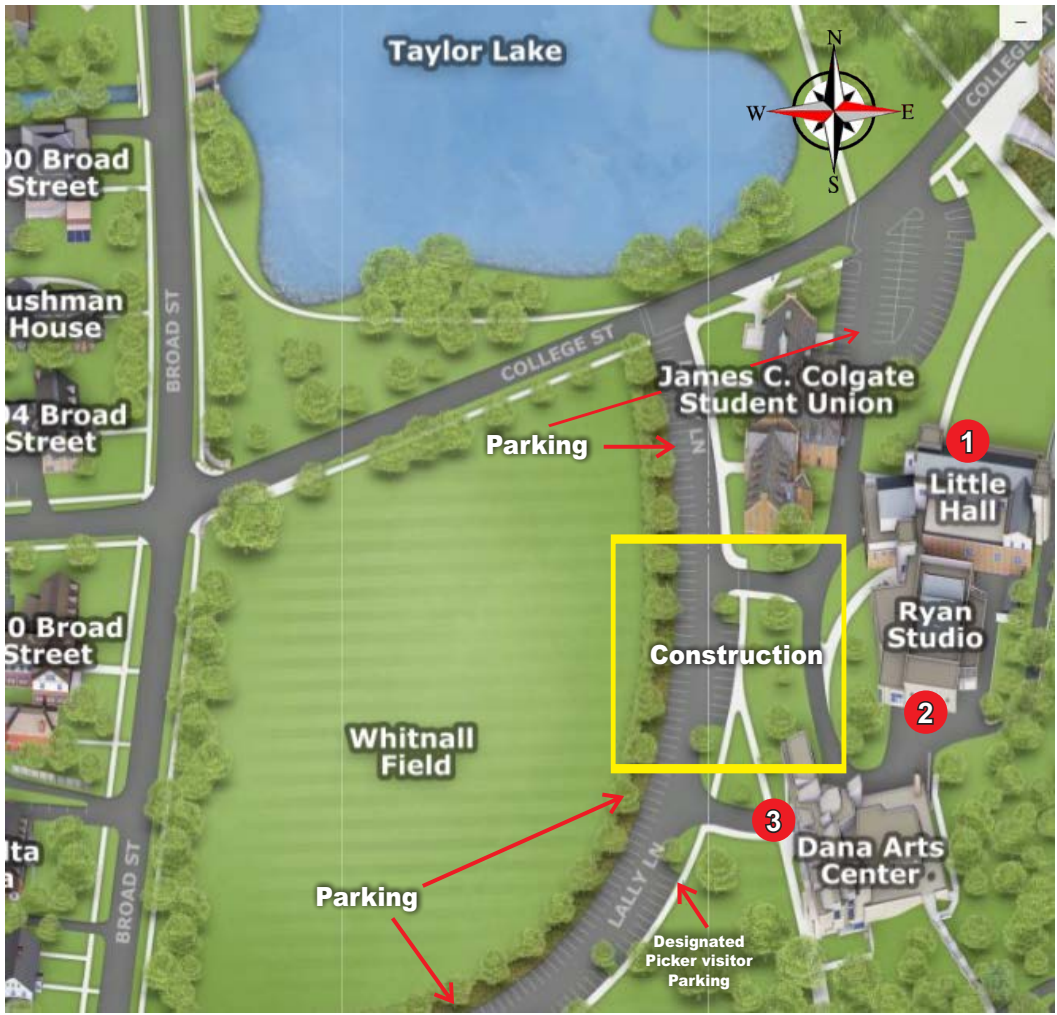 Taylor Lake
COLLEGE ST
N
W
E
S
00 Broad
Street
ushman
House
BROAD ST
COLLEGE ST
James C. Colgate
Student Union
04 Broad
Street
Parking
LN
1
Little
Hall
0 Broad
Street
Construction
Ryan
Studio
2
Whitnall
Field
3
Dana Arts
Center
lta
a
BROAD ST
Parking
LALLY LN
Designated
Picker visitor
Parking